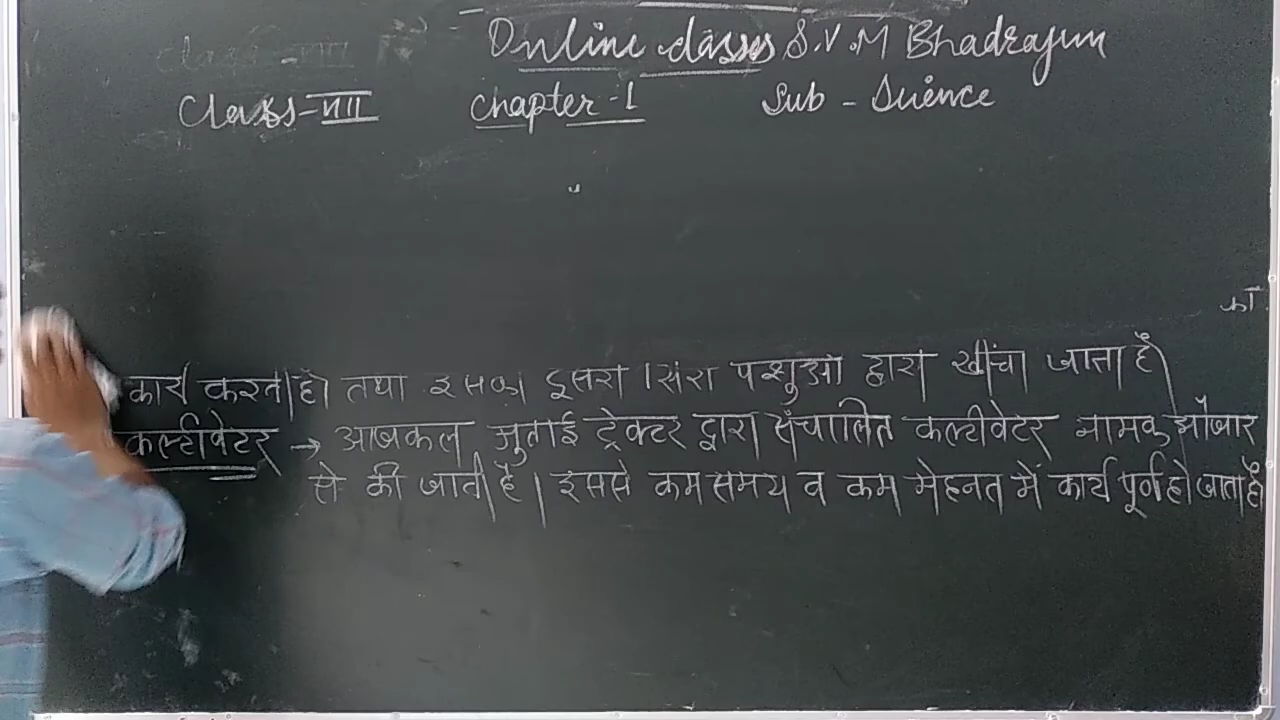 Online classes S.V.M Bhadrajun
Class-VIII Chapter-1 Sub - Science
कार्य करता है। तथा इसका दूसरा सिरा पशुओ द्वारा खींचा जाता है।
कल्टीवेटर → आजकल जुताई ट्रेक्टर द्वारा संचालित कल्टीवेटर नामक औजार
से की जाती है। इससे कम समय व कम मेहनत में कार्य पूर्ण हो जाता है।